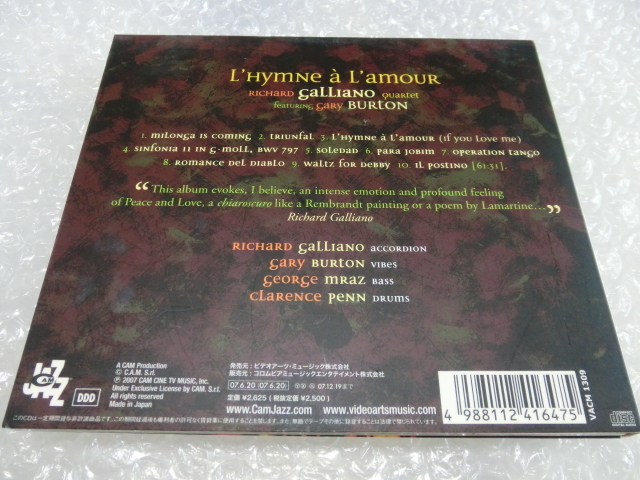 L'HYMNE à L'AMOUR
RICHARD GALLIANO QUARTET
FEATURING GARY BURTON
1. MILONGA IS COMING 2. TRIUNFAL 3. L'HYMNE À L'AMOUR (IF YOU LOVE ME)
4. SINFONIA 11 IN G-MOLL, BWV 797 5. SOLEDAD 6. PARA JOBIM 7. OPERATION TANGO
8. ROMANCE DEL DIABLO 9. WALTZ FOR DEBBY 10. IL POSTINO [61:31].
“This album evokes, I believe, an intense emotion and profound feeling
of Peace and Love, a chiaroscuro like a Rembrandt painting or a poem by Lamartine...”
Richard Galliano
RICHARD GALLIANO ACCORDION
GARY BURTON VIBES
GEORGE MRAZ BASS
CLARENCE PENN DRUMS
CAM JAZZ
DDD
A CAM Production
Ⓒ C.A.M. S.r.l.
Ⓟ 2007 CAM CINE TV MUSIC, Inc.
Under Exclusive License by CAM. S.r.l.
All rights reserved
Made in Japan
発売元:ビデオアーツ・ミュージック株式会社
販売元:コロムビアミュージックエンタテイメント株式会社
07.6.20 (07.6.20) 07.12.19まで
定価 ¥2,625 (税抜定価 ¥2,500)
www.CamJazz.com www.videoartsmusic.com
4 988112 416475
VACM 1309